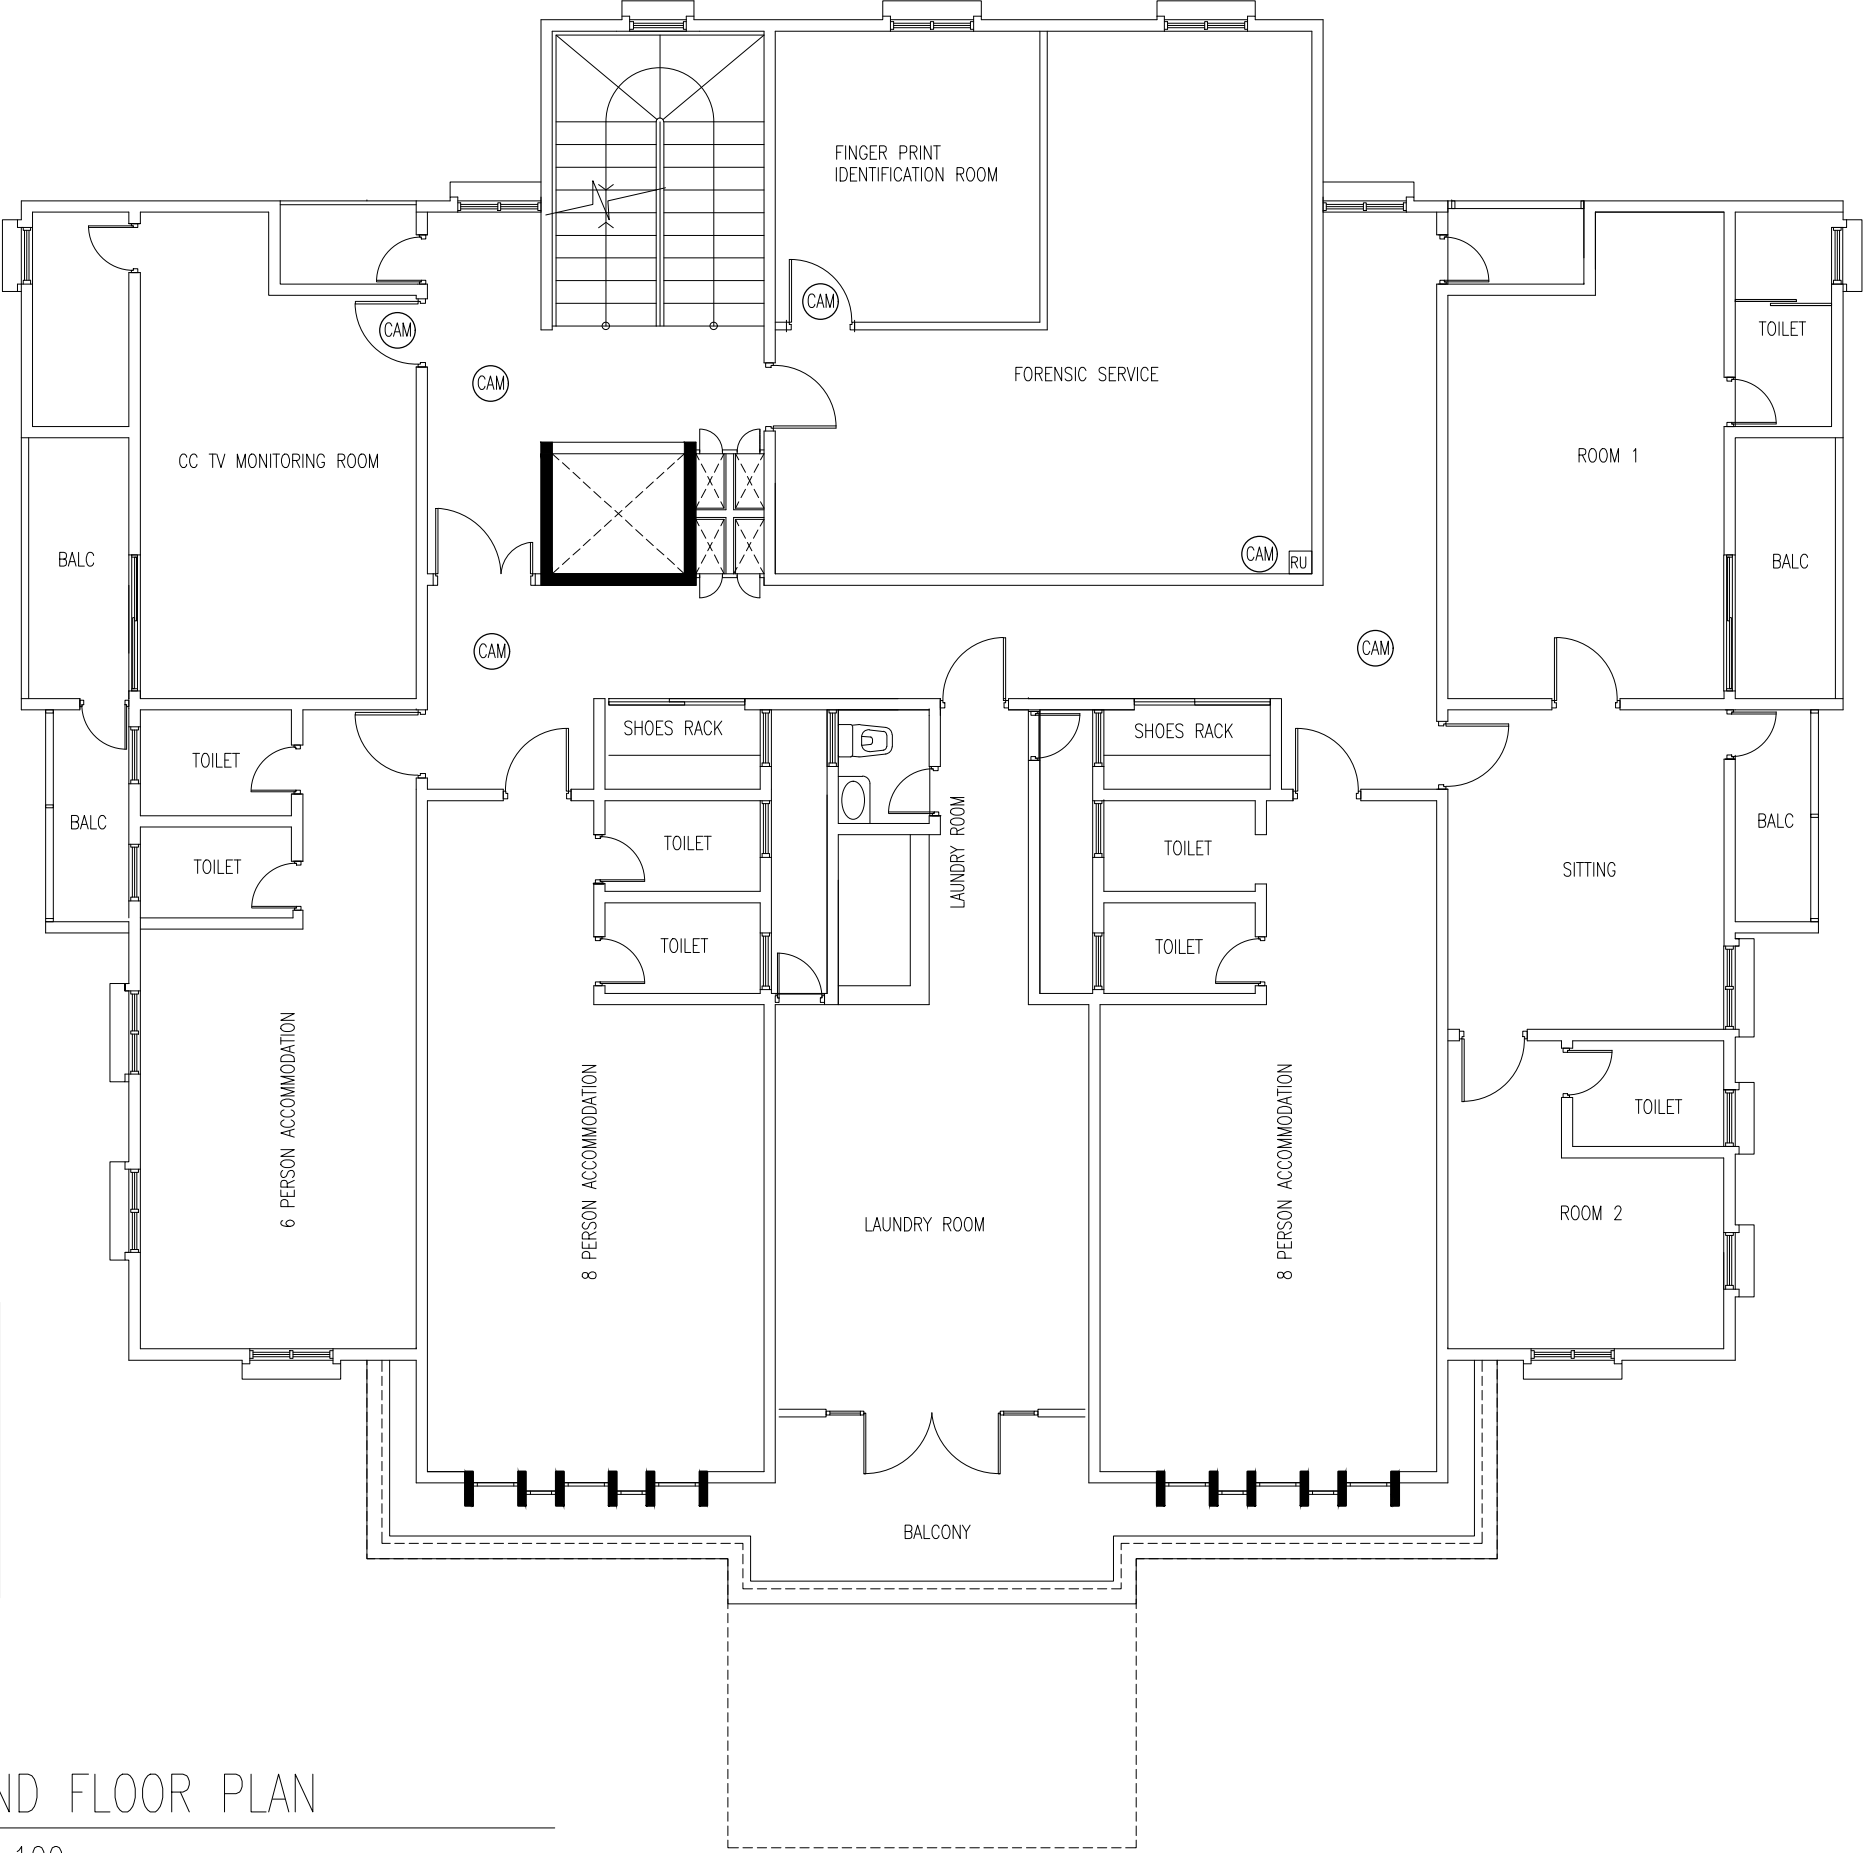 FINGER PRINT
IDENTIFICATION ROOM
CAM
CAM
TOILET
FORENSIC SERVICE
CAM
CC TV MONITORING ROOM
ROOM 1
BALC
CAM
RU
BALC
CAM
CAM
SHOES RACK
SHOES RACK
TOILET
BALC
TOILET
LAUNDRY ROOM
TOILET
BALC
TOILET
SITTING
TOILET
TOILET
6 PERSON ACCOMMODATION
8 PERSON ACCOMMODATION
8 PERSON ACCOMMODATION
TOILET
LAUNDRY ROOM
ROOM 2
BALCONY
ND FLOOR PLAN
100